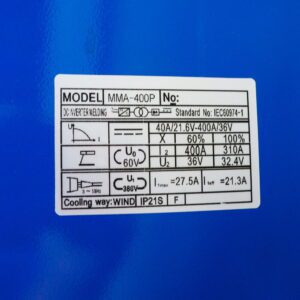 MODEL MMA-400P No:
DC INVERTER WELDING Standard No: IEC60974-1
40A/21.6V-400A/36V
X 60% 100%
U0 60V I2 400A 310A
U2 36V 32.4V
3 ~ 50Hz U1 380V I1max =27.5A I1eff =21.3A
Cooling way: WIND IP21S F